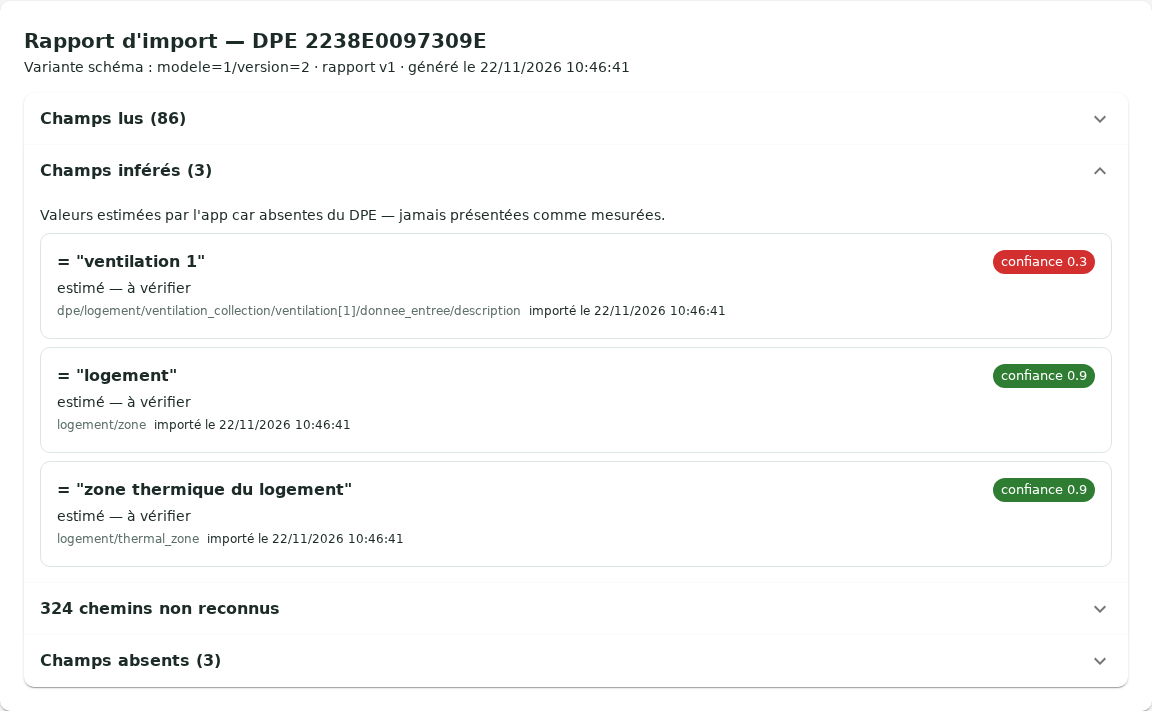 Rapport d'import — DPE 2238E0097309E
Variante schéma : modele=1/version=2 · rapport v1 · généré le 22/11/2026 10:46:41
Champs lus (86)
Champs inférés (3)
Valeurs estimées par l'app car absentes du DPE — jamais présentées comme mesurées.
= "ventilation 1"
confiance 0.3
estimé — à vérifier
dpe/logement/ventilation_collection/ventilation[1]/donnee_entree/description importé le 22/11/2026 10:46:41
= "logement"
confiance 0.9
estimé — à vérifier
logement/zone importé le 22/11/2026 10:46:41
= "zone thermique du logement"
confiance 0.9
estimé — à vérifier
logement/thermal_zone importé le 22/11/2026 10:46:41
324 chemins non reconnus
Champs absents (3)